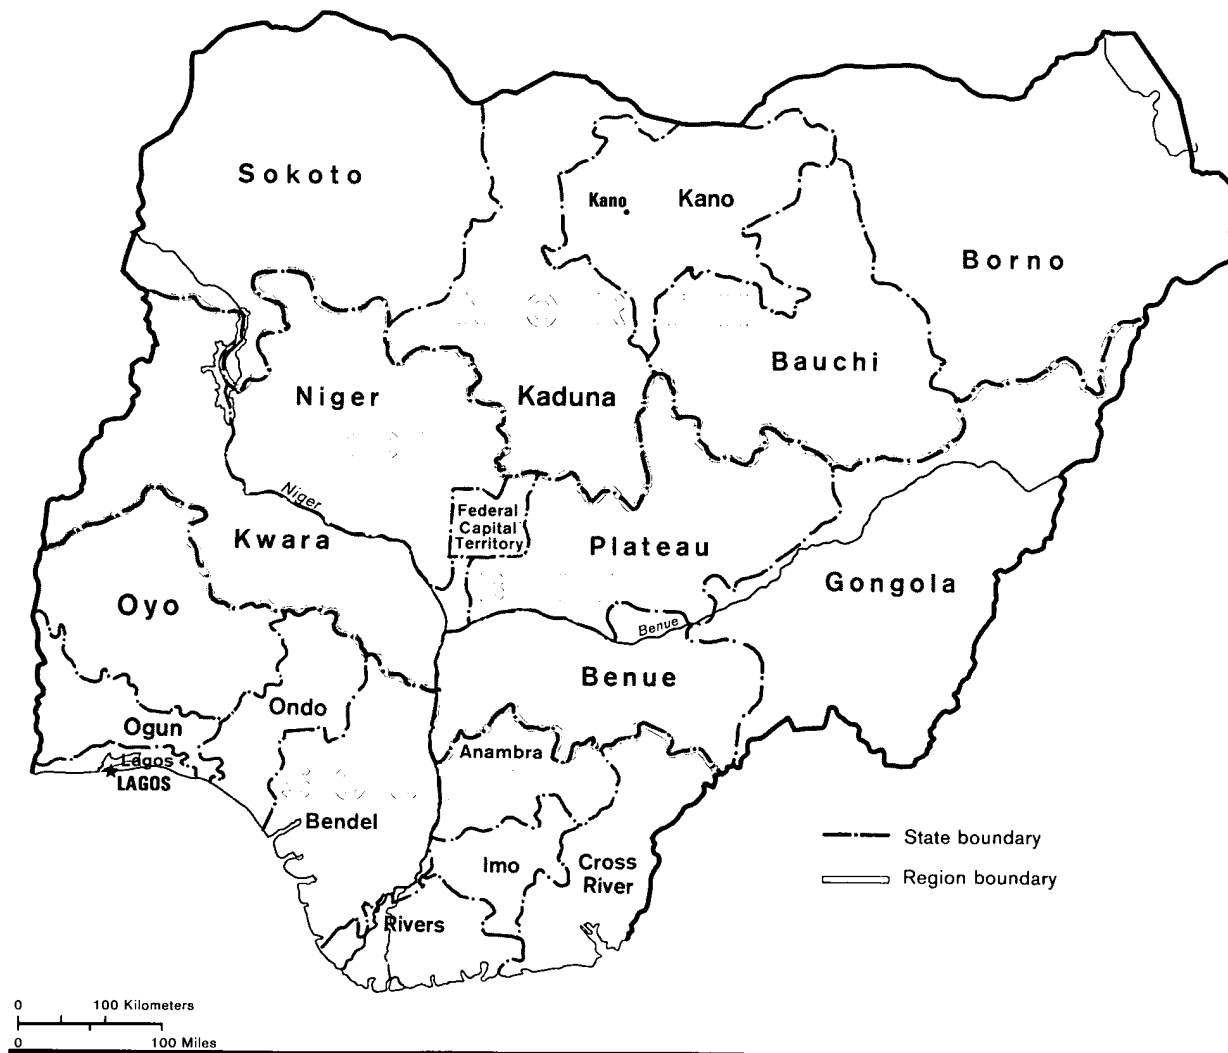 Sokoto
Kano
Kano
Borno
Bauchi
Niger
Kaduna
Niger
Federal
Capital
Territory
Kwara
Plateau
Gongola
Oyo
Benue
Benue
Ondo
Ogun
Anambra
Lagos
LAGOS
Bendel
Imo
Cross
River
Rivers
State boundary
Region boundary
0 100 Kilometers
0 100 Miles